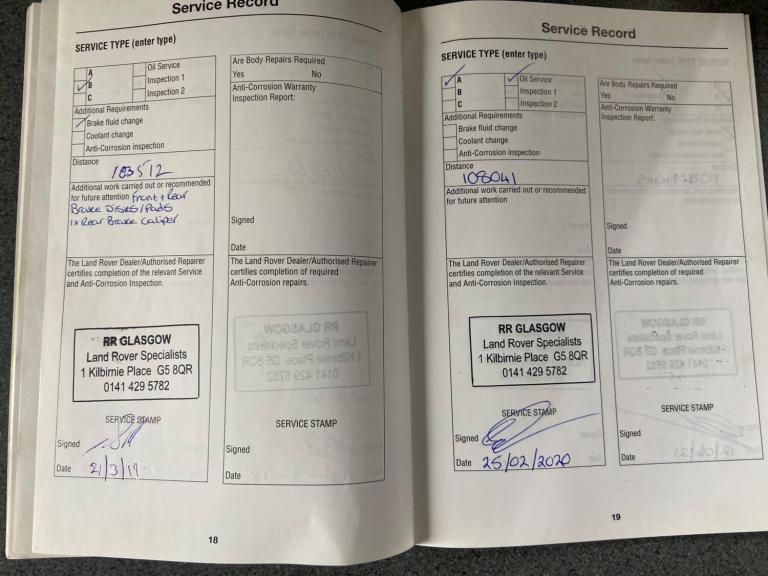 Service Record
SERVICE TYPE (enter type)
A
B
C
Oil Service
Inspection 1
Inspection 2
Additional Requirements
Brake fluid change
Coolant change
Anti-Corrosion inspection
Distance
103512
Additional work carried out or recommended
for future attention Front + Rear
Brake Discs/Pads
1x Rear Brake Caliper
The Land Rover Dealer/Authorised Repairer
certifies completion of the relevant Service
and Anti-Corrosion Inspection.
RR GLASGOW
Land Rover Specialists
1 Kilbirnie Place G5 8QR
0141 429 5782
SERVICE STAMP
Signed
Date 21/3/19.
Are Body Repairs Required
Yes No
Anti-Corrosion Warranty
Inspection Report:
Signed
Date
The Land Rover Dealer/Authorised Repairer
certifies completion of required
Anti-Corrosion repairs.
SERVICE STAMP
Signed
Date
18
Service Record
SERVICE TYPE (enter type)
A
B
C
Oil Service
Inspection 1
Inspection 2
Additional Requirements
Brake fluid change
Coolant change
Anti-Corrosion inspection
Distance
108041
Additional work carried out or recommended
for future attention
The Land Rover Dealer/Authorised Repairer
certifies completion of the relevant Service
and Anti-Corrosion Inspection.
RR GLASGOW
Land Rover Specialists
1 Kilbirnie Place G5 8QR
0141 429 5782
SERVICE STAMP
Signed
Date 25/02/2020
Are Body Repairs Required
Yes No
Anti-Corrosion Warranty
Inspection Report:
Signed
Date
The Land Rover Dealer/Authorised Repairer
certifies completion of required
Anti-Corrosion repairs.
SERVICE STAMP
Signed
Date
19